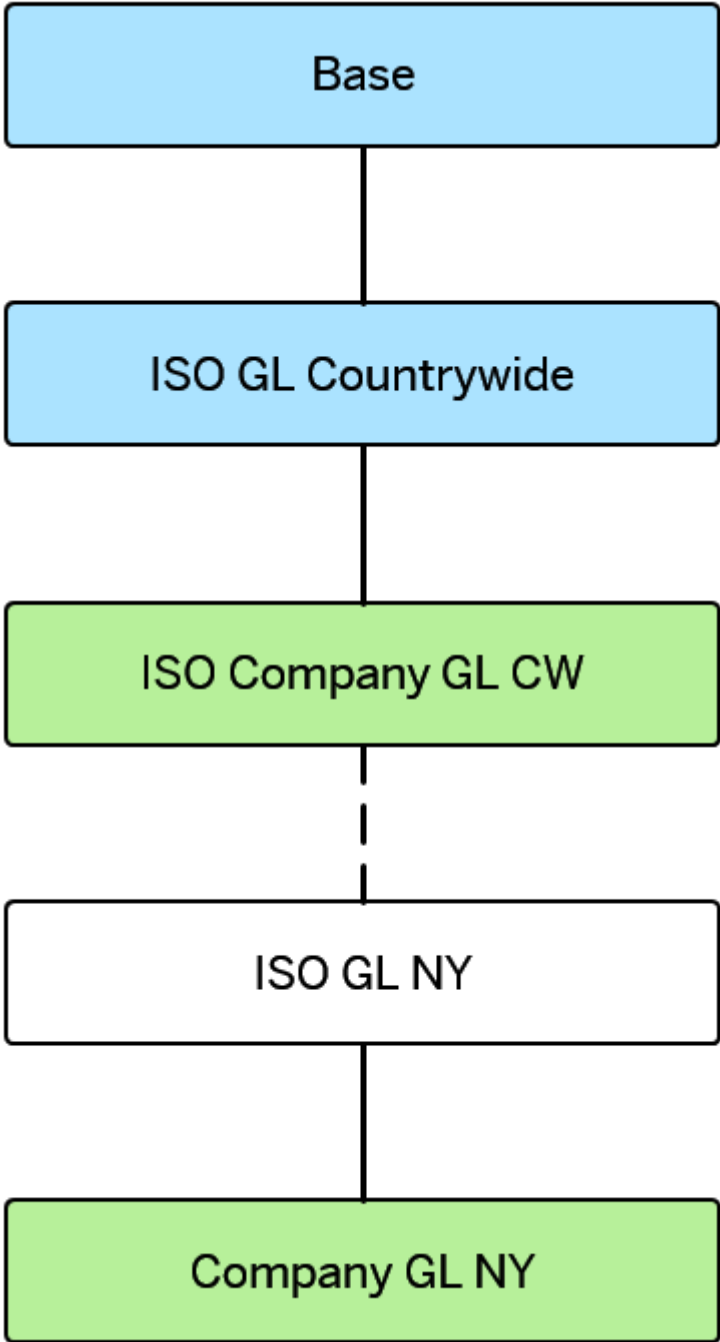 Base
ISO GL Countrywide
ISO Company GL CW
ISO GL NY
Company GL NY